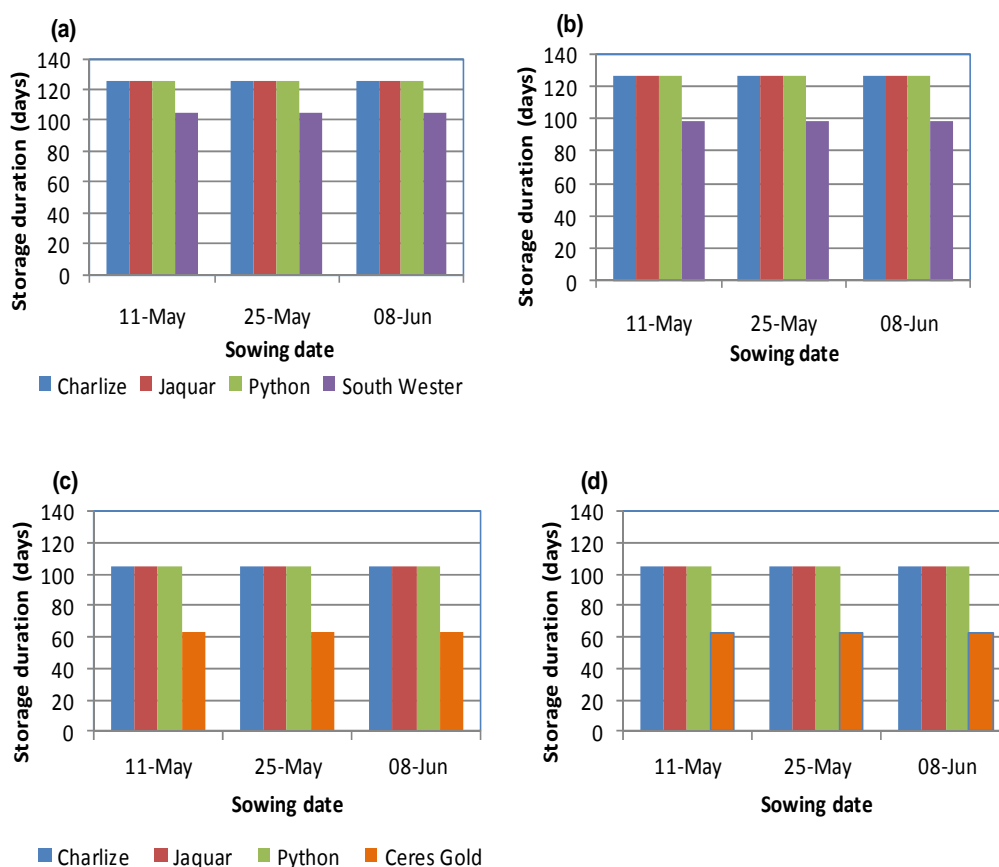 (a)
Storage duration (days)
140
120
100
80
60
40
20
0
11-May 25-May 08-Jun
Sowing date
Charlize Jaquar Python South Wester
(b)
Storage duration (days)
140
120
100
80
60
40
20
0
11-May 25-May 08-Jun
Sowing date
(c)
Storage duration (days)
140
120
100
80
60
40
20
0
11-May 25-May 08-Jun
Sowing date
Charlize Jaquar Python Ceres Gold
(d)
Storage duration (days)
140
120
100
80
60
40
20
0
11-May 25-May 08-Jun
Sowing date